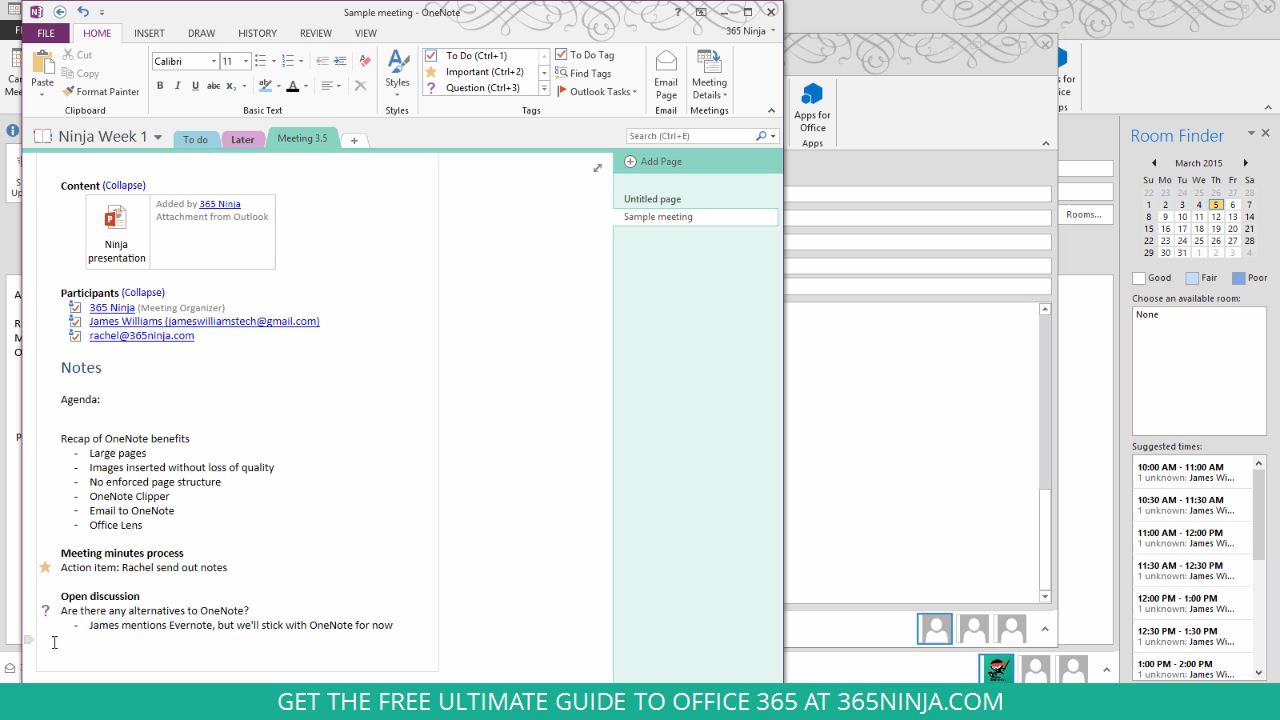 Sample meeting - OneNote
365 Ninja
FILE
HOME
INSERT
DRAW
HISTORY
REVIEW
VIEW
Paste
Cut
Copy
Format Painter
Clipboard
Calibri
11
B I U abc x₂
A
Basic Text
Styles
Styles
To Do (Ctrl+1)
Important (Ctrl+2)
? Question (Ctrl+3)
To Do Tag
Find Tags
Outlook Tasks
Tags
Email Page
Email
Meeting Details
Meetings
Ninja Week 1
To do
Later
Meeting 3.5
+
Search (Ctrl+E)
Add Page
Untitled page
Sample meeting
Content (Collapse)
Ninja presentation
Added by 365 Ninja
Attachment from Outlook
Participants (Collapse)
365 Ninja (Meeting Organizer)
James Williams (jameswilliamstech@gmail.com)
rachel@365ninja.com
Notes
Agenda:
Recap of OneNote benefits
- Large pages
- Images inserted without loss of quality
- No enforced page structure
- OneNote Clipper
- Email to OneNote
- Office Lens
Meeting minutes process
Action item: Rachel send out notes
Open discussion
? Are there any alternatives to OneNote?
- James mentions Evernote, but we'll stick with OneNote for now
Apps for
Office
Apps
Rooms...
Room Finder
March 2015
Su Mo Tu We Th Fr Sa
22 23 24 25 26 27 28
1 2 3 4 5 6 7
8 9 10 11 12 13 14
15 16 17 18 19 20 21
22 23 24 25 26 27 28
29 30 31 1 2 3 4
Good
Fair
Poor
Choose an available room:
None
Suggested times:
10:00 AM - 11:00 AM
1 unknown: James Wi...
10:30 AM - 11:30 AM
1 unknown: James Wi...
11:00 AM - 12:00 PM
1 unknown: James Wi...
11:30 AM - 12:30 PM
1 unknown: James Wi...
12:00 PM - 1:00 PM
1 unknown: James Wi...
12:30 PM - 1:30 PM
1 unknown: James Wi...
1:00 PM - 2:00 PM
1 unknown: James Wi...
GET THE FREE ULTIMATE GUIDE TO OFFICE 365 AT 365NINJA.COM